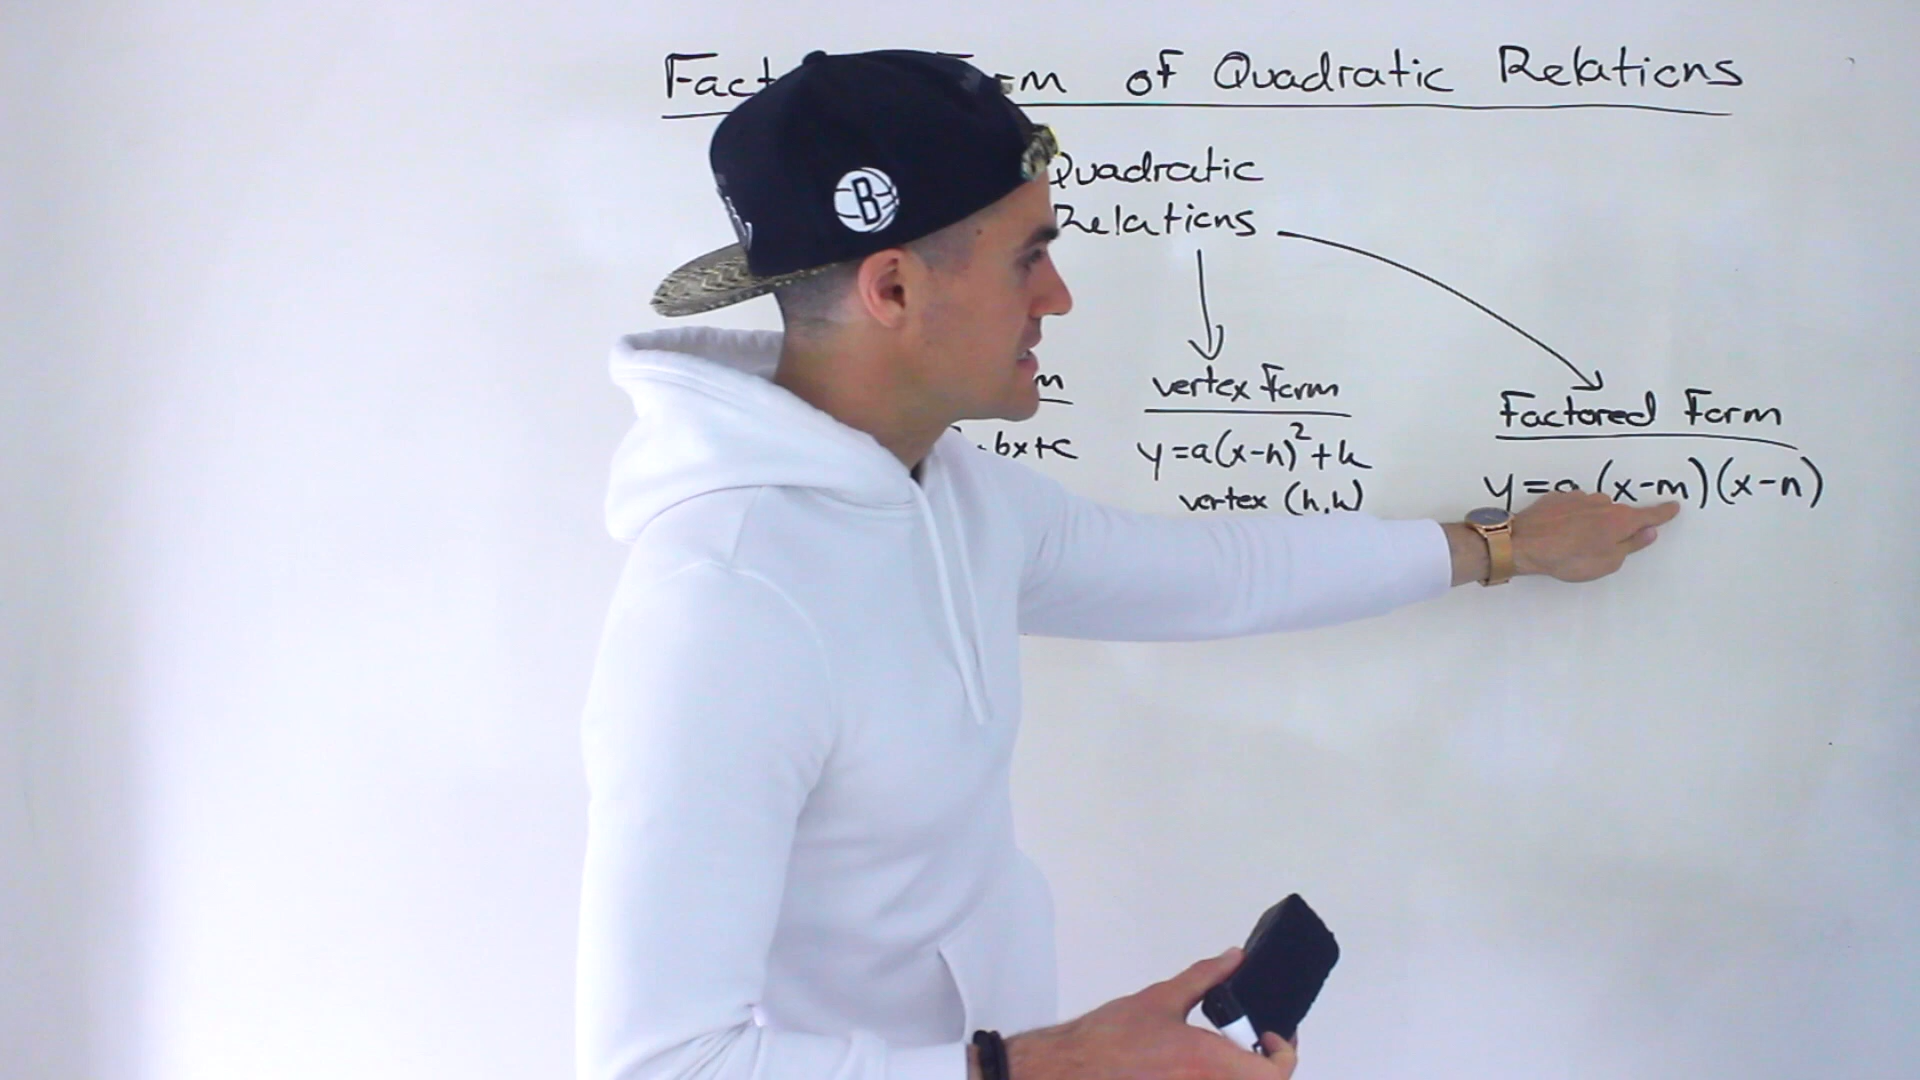 Fact m of Quadratic Relations
Quadratic
Relations
m vertex Form Factored Form
bx+c y=a(x-h)²+k y=a(x-m)(x-n)
vertex (h,k)
B